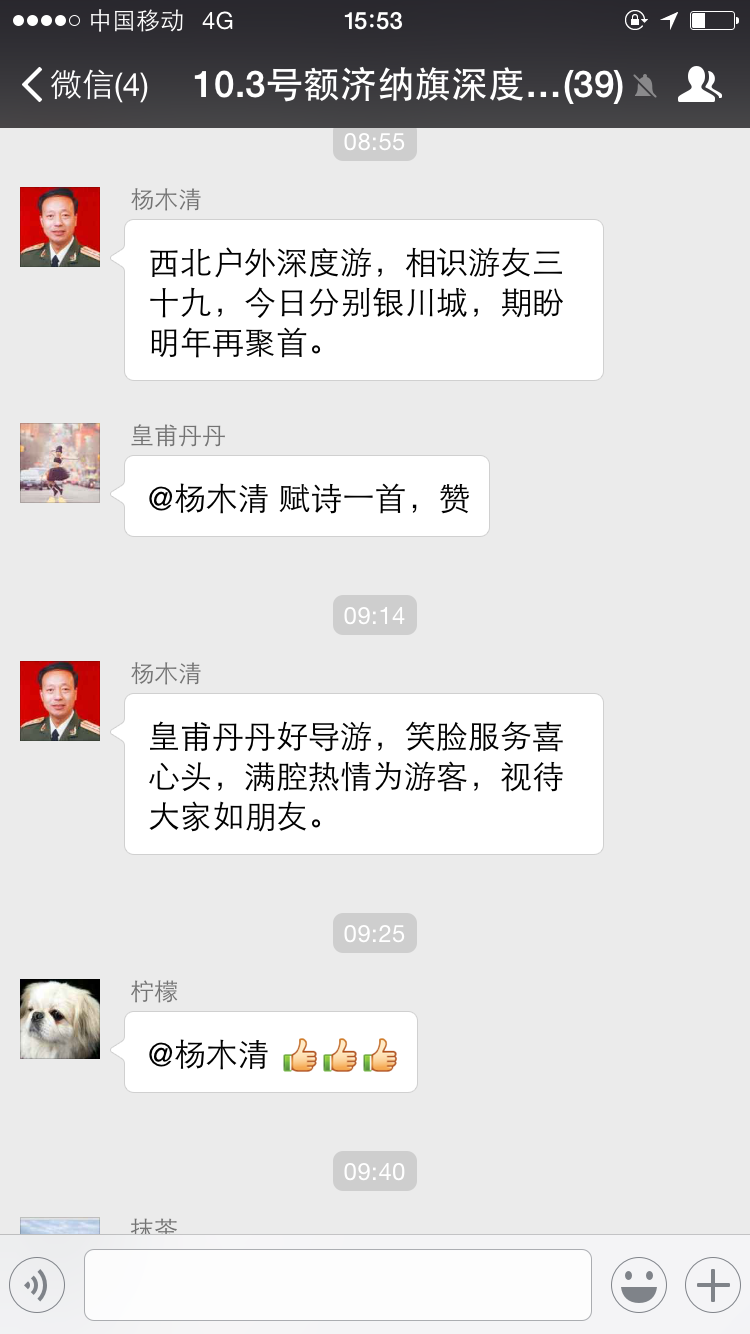 中国移动 4G 15:53
微信(4) 10.3号额济纳旗深度...(39)
08:55
杨木清
西北户外深度游，相识游友三
十九，今日分别银川城，期盼
明年再聚首。
皇甫丹丹
@杨木清 赋诗一首，赞
09:14
杨木清
皇甫丹丹好导游，笑脸服务喜
心头，满腔热情为游客，视待
大家如朋友。
09:25
柠檬
@杨木清 👍👍👍
09:40
抹茶